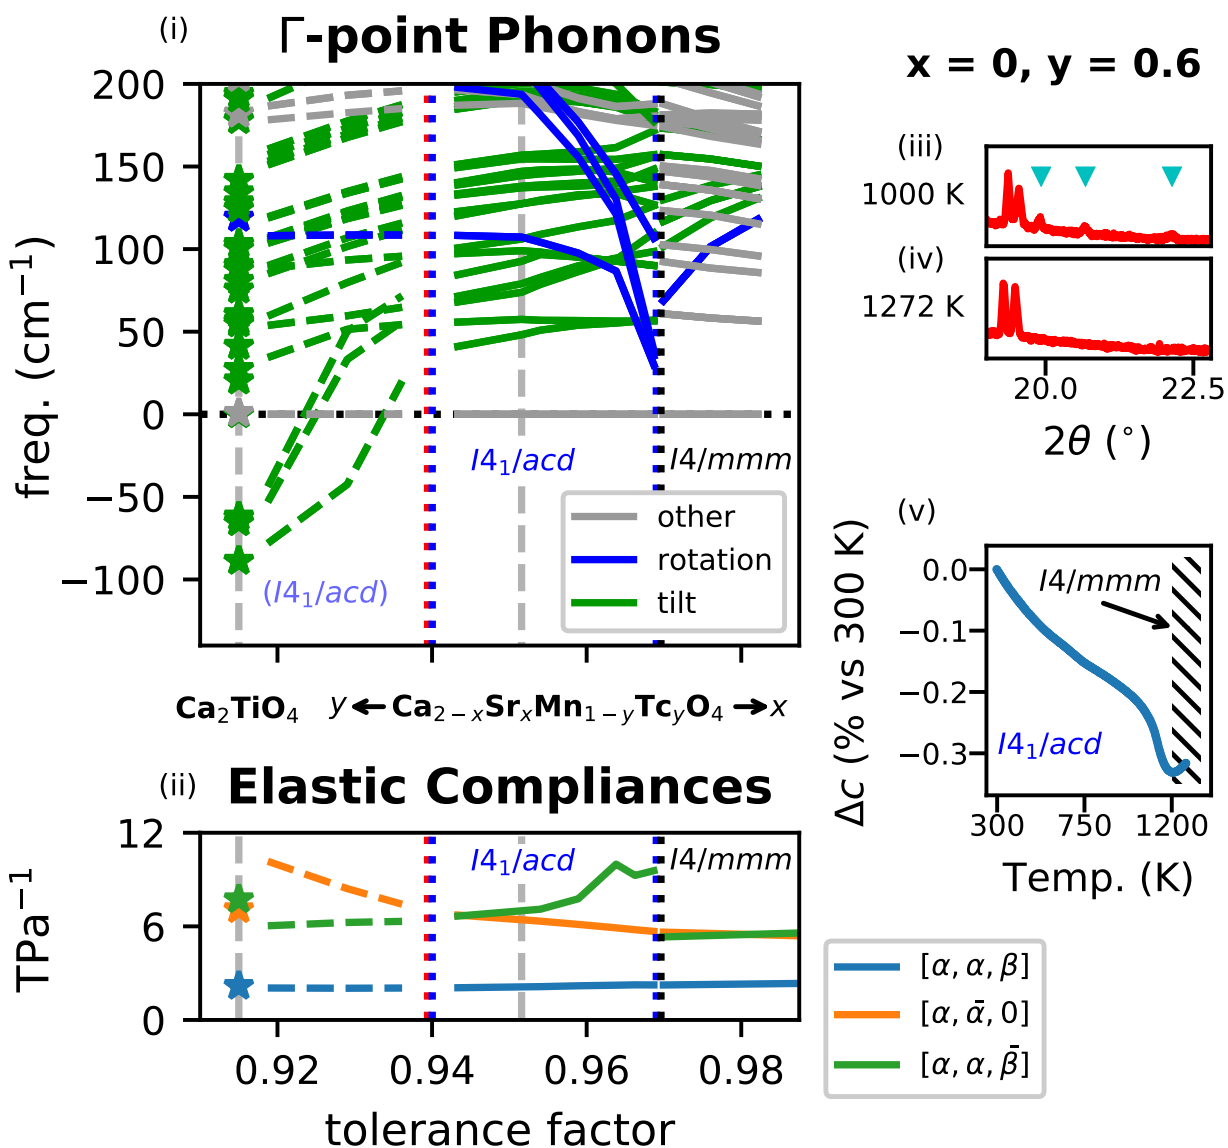 (i) Γ-point Phonons
freq. (cm⁻¹)
200
150
100
50
0
−50
−100
I4₁/acd
I4/mmm
(I4₁/acd)
other
rotation
tilt
Ca₂TiO₄ y ← Ca₂₋ₓSrₓMn₁₋ᵧTcᵧO₄ → x
(ii) Elastic Compliances
TPa⁻¹
12
6
0
I4₁/acd
I4/mmm
0.92 0.94 0.96 0.98
tolerance factor
x = 0, y = 0.6
(iii)
1000 K
(iv)
1272 K
20.0 22.5
2θ (°)
(v)
Δc (% vs 300 K)
0.0
−0.1
−0.2
−0.3
I4/mmm
I4₁/acd
300 750 1200
Temp. (K)
[α, α, β]
[α, ᾱ, 0]
[α, α, β̄]